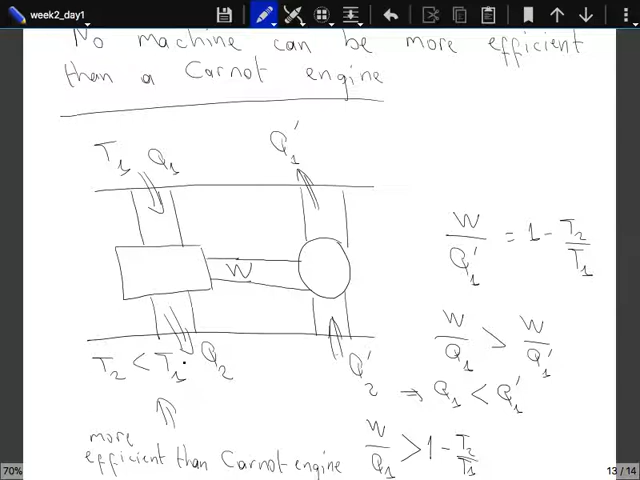 week2_day1
No machine can be more efficient
than a Carnot engine
T₁ Q₁
Q₁′
W
T₂ < T₁. Q₂
Q₂′
W/Q₁′ = 1 - T₂/T₁
W/Q₁ > W/Q₁′
⇒ Q₁ < Q₁′
more
efficient than Carnot engine
W/Q₁ > 1 - T₂/T₁
70%
13 / 14